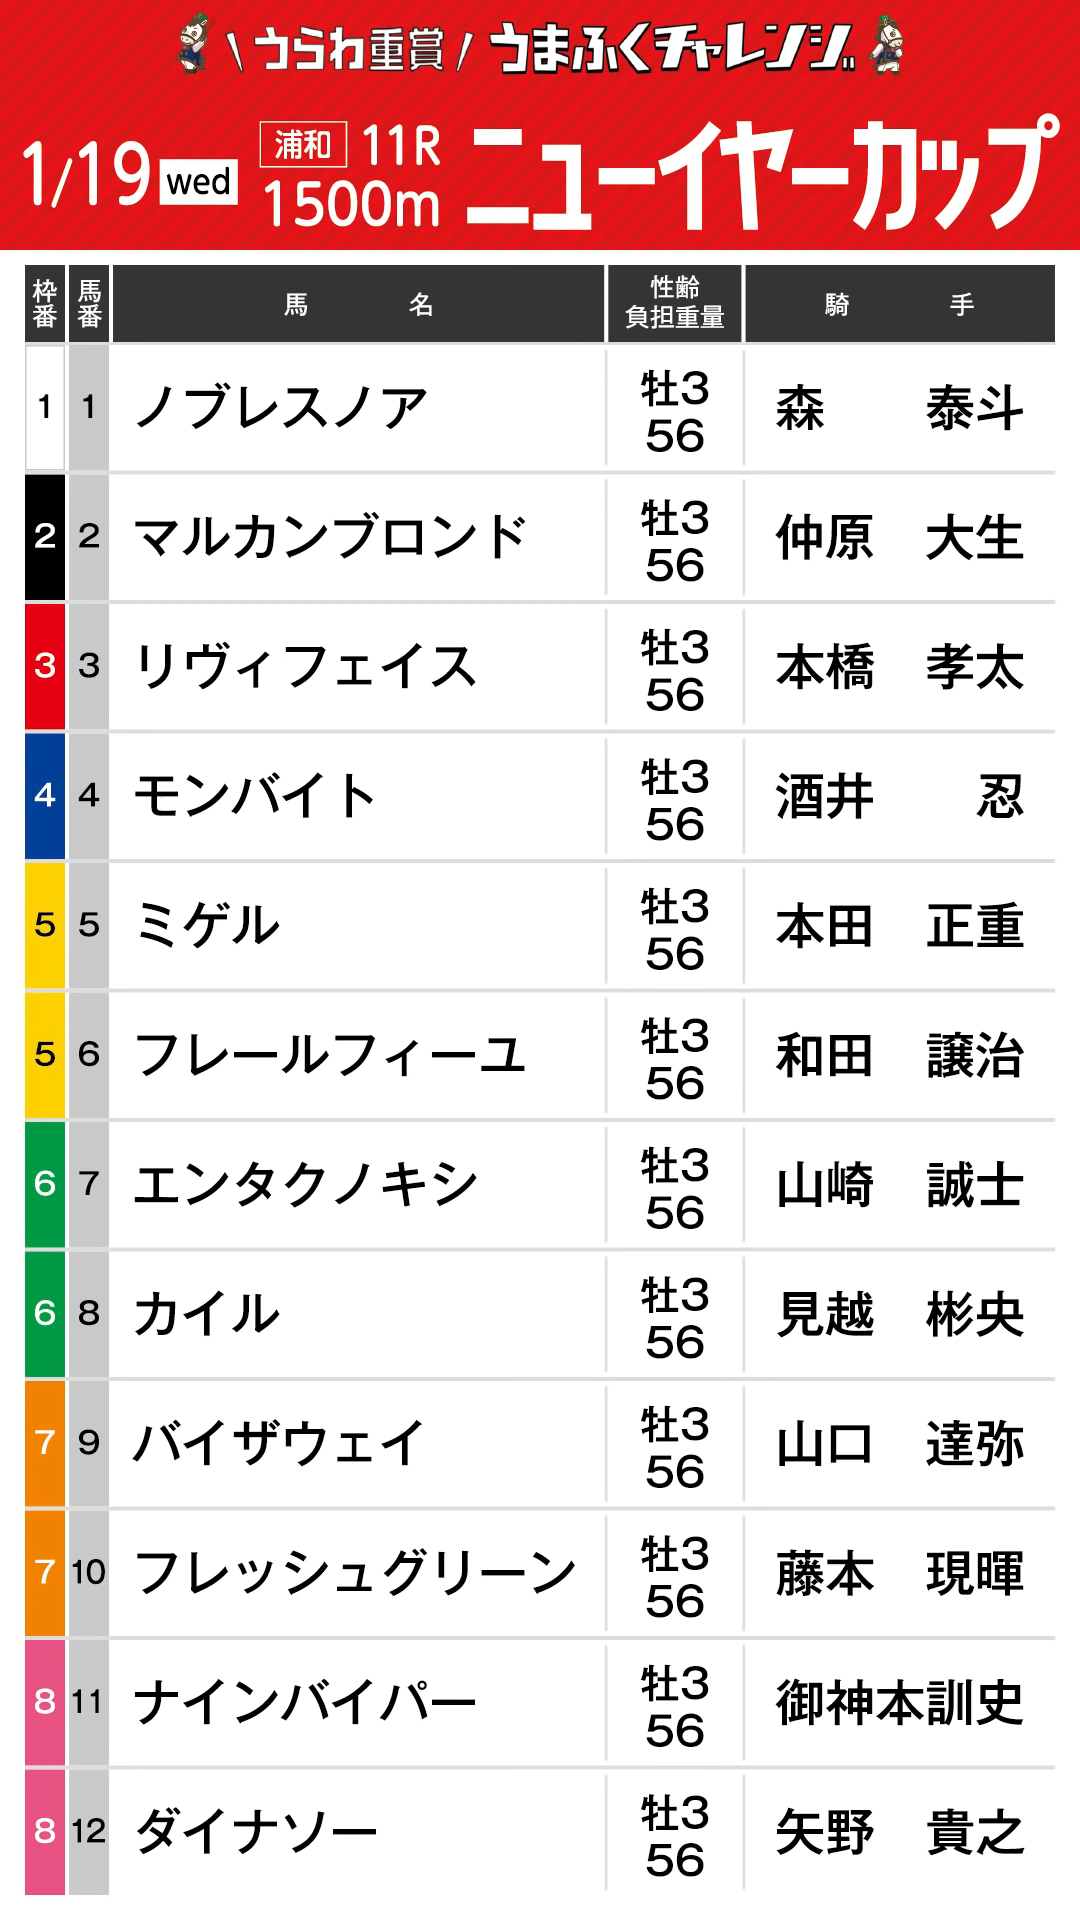 \うらわ重賞/ うまふくチャレンジ!!
1/19 wed 浦和 11R 1500m ニューイヤーカップ
枠番 馬番 馬名 性齢 負担重量 騎手
1 1 ノブレスノア 牡3 56 森 泰斗
2 2 マルカンブロンド 牡3 56 仲原 大生
3 3 リヴィフェイス 牡3 56 本橋 孝太
4 4 モンバイト 牡3 56 酒井 忍
5 5 ミゲル 牡3 56 本田 正重
5 6 フレールフィーユ 牡3 56 和田 譲治
6 7 エンタクノキシ 牡3 56 山崎 誠士
6 8 カイル 牡3 56 見越 彬央
7 9 バイザウェイ 牡3 56 山口 達弥
7 10 フレッシュグリーン 牡3 56 藤本 現暉
8 11 ナインバイパー 牡3 56 御神本訓史
8 12 ダイナソー 牡3 56 矢野 貴之